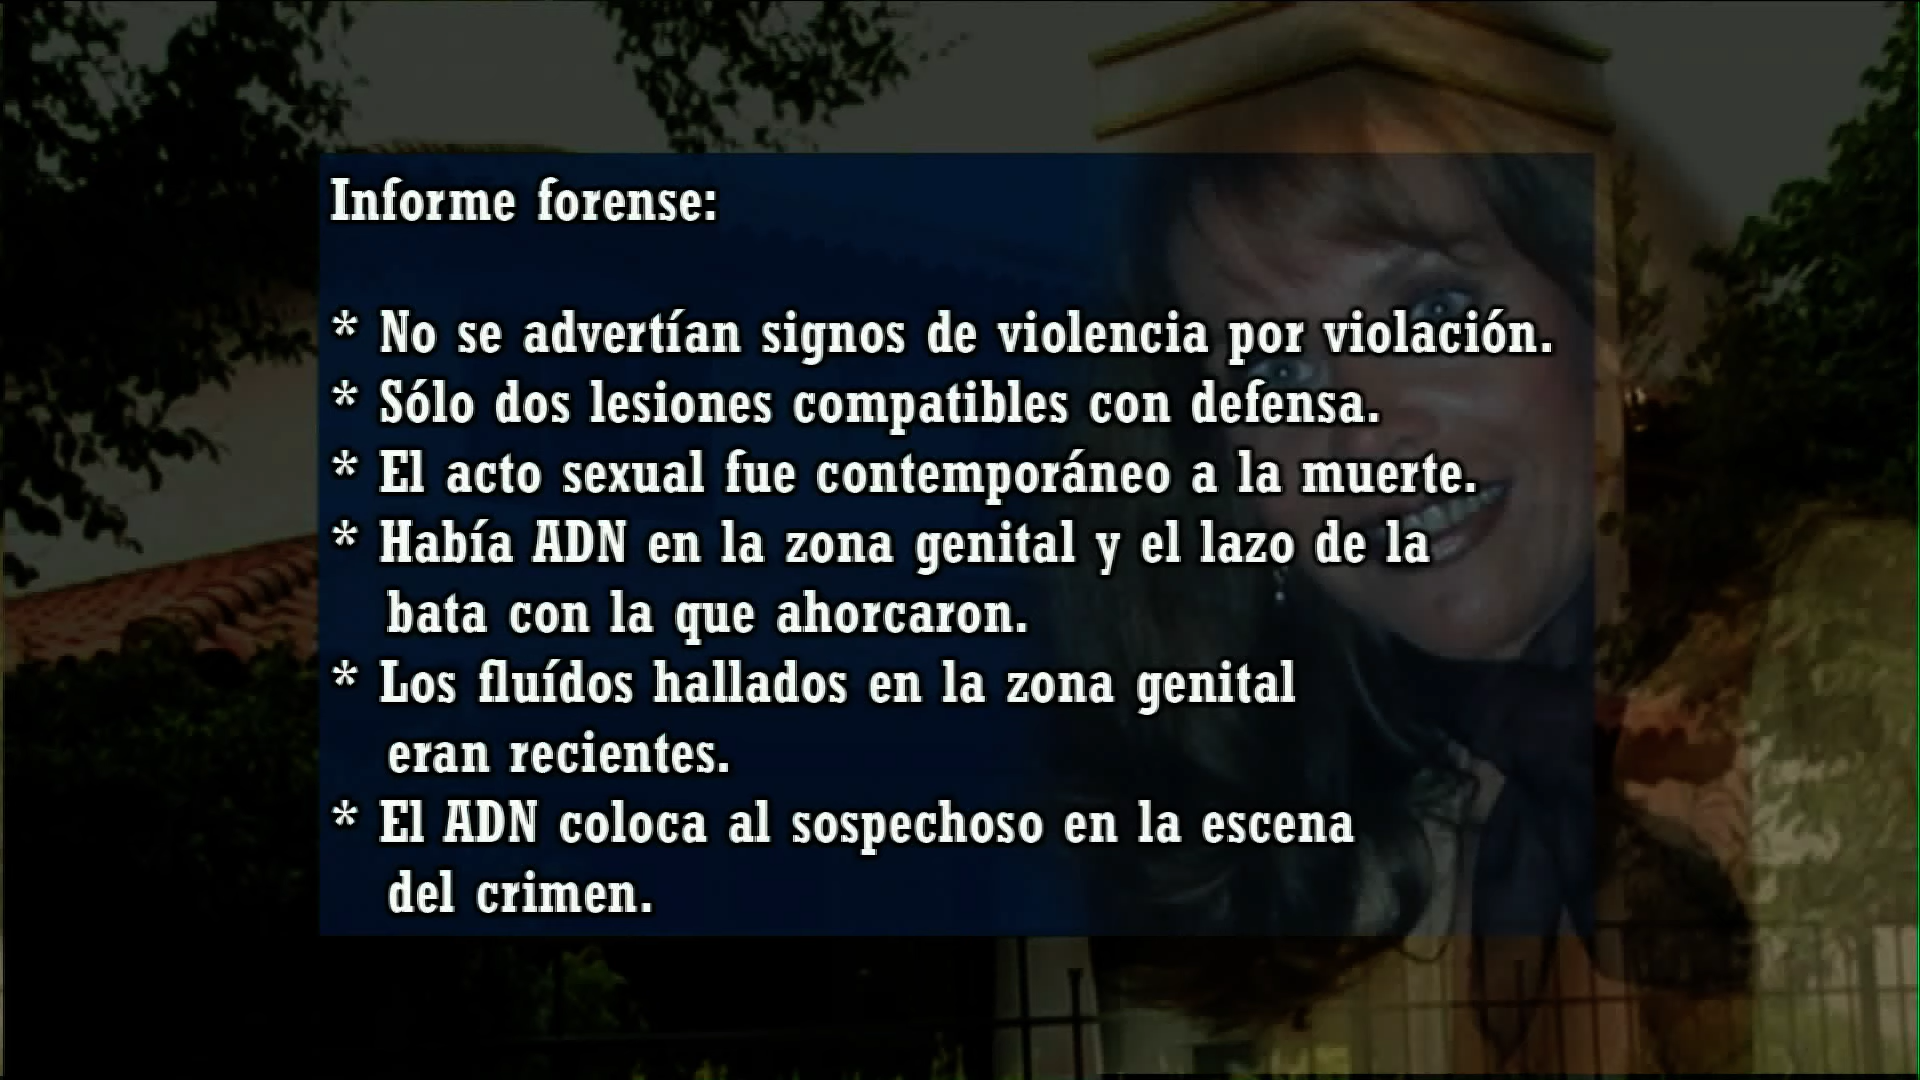 Informe forense:
* No se advertían signos de violencia por violación.
* Sólo dos lesiones compatibles con defensa.
* El acto sexual fue contemporáneo a la muerte.
* Había ADN en la zona genital y el lazo de la
bata con la que ahorcaron.
* Los fluídos hallados en la zona genital
eran recientes.
* El ADN coloca al sospechoso en la escena
del crimen.